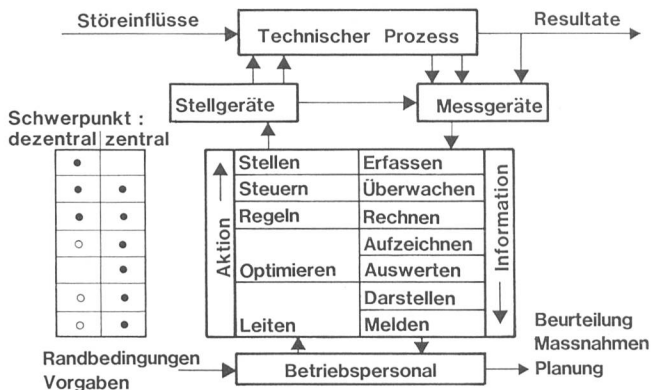 Störeinflüsse
Resultate
Technischer Prozess
Stellgeräte
Messgeräte
Schwerpunkt :
dezentral zentral
Aktion
Stellen Erfassen
Steuern Überwachen
Regeln Rechnen
Aufzeichnen
Optimieren Auswerten
Darstellen
Leiten Melden
Information
Randbedingungen
Vorgaben
Betriebspersonal
Beurteilung
Massnahmen
Planung